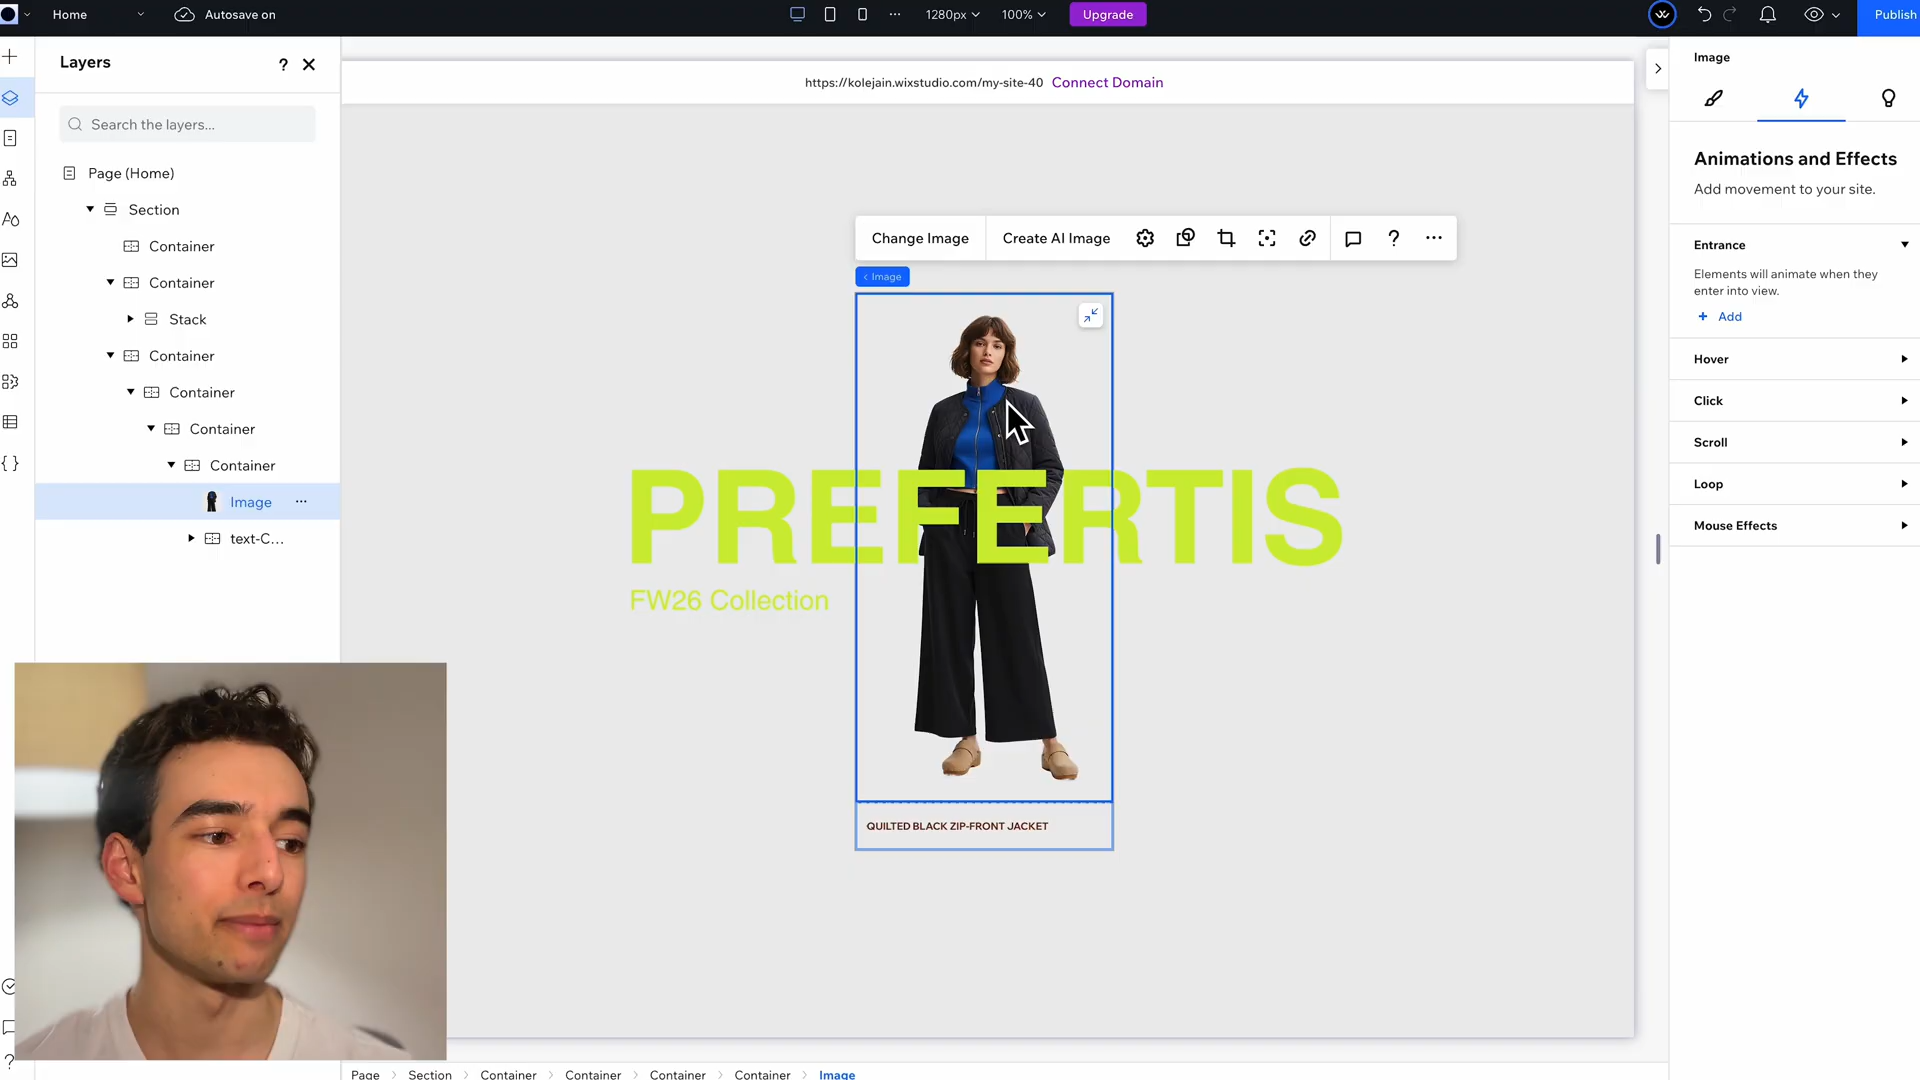 Home
Autosave on
1280px
100%
Upgrade
Publish
Layers
?
Search the layers...
Page (Home)
Section
Container
Container
Stack
Container
Container
Container
Container
Image
text-C...
https://kolejain.wixstudio.com/my-site-40 Connect Domain
Change Image
Create AI Image
?
< Image
PREFERTIS
FW26 Collection
QUILTED BLACK ZIP-FRONT JACKET
Image
Animations and Effects
Add movement to your site.
Entrance
Elements will animate when they
enter into view.
+ Add
Hover
Click
Scroll
Loop
Mouse Effects
Page > Section > Container > Container > Container > Container > Image